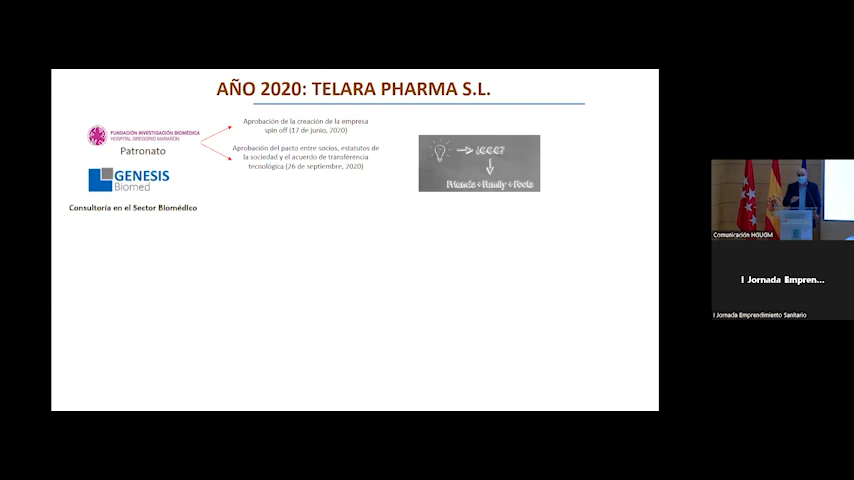 AÑO 2020: TELARA PHARMA S.L.
FUNDACIÓN INVESTIGACIÓN BIOMÉDICA
HOSPITAL GREGORIO MARAÑÓN
Patronato
Aprobación de la creación de la empresa
spin off (17 de junio, 2020)
Aprobación del pacto entre socios, estatutos de
la sociedad y el acuerdo de transferencia
tecnológica (26 de septiembre, 2020)
GENESIS
Biomed
Consultoría en el Sector Biomédico
Friends + Family + Fools
Comunicación HGUGM
I Jornada Empren...
I Jornada Emprendimiento Sanitario